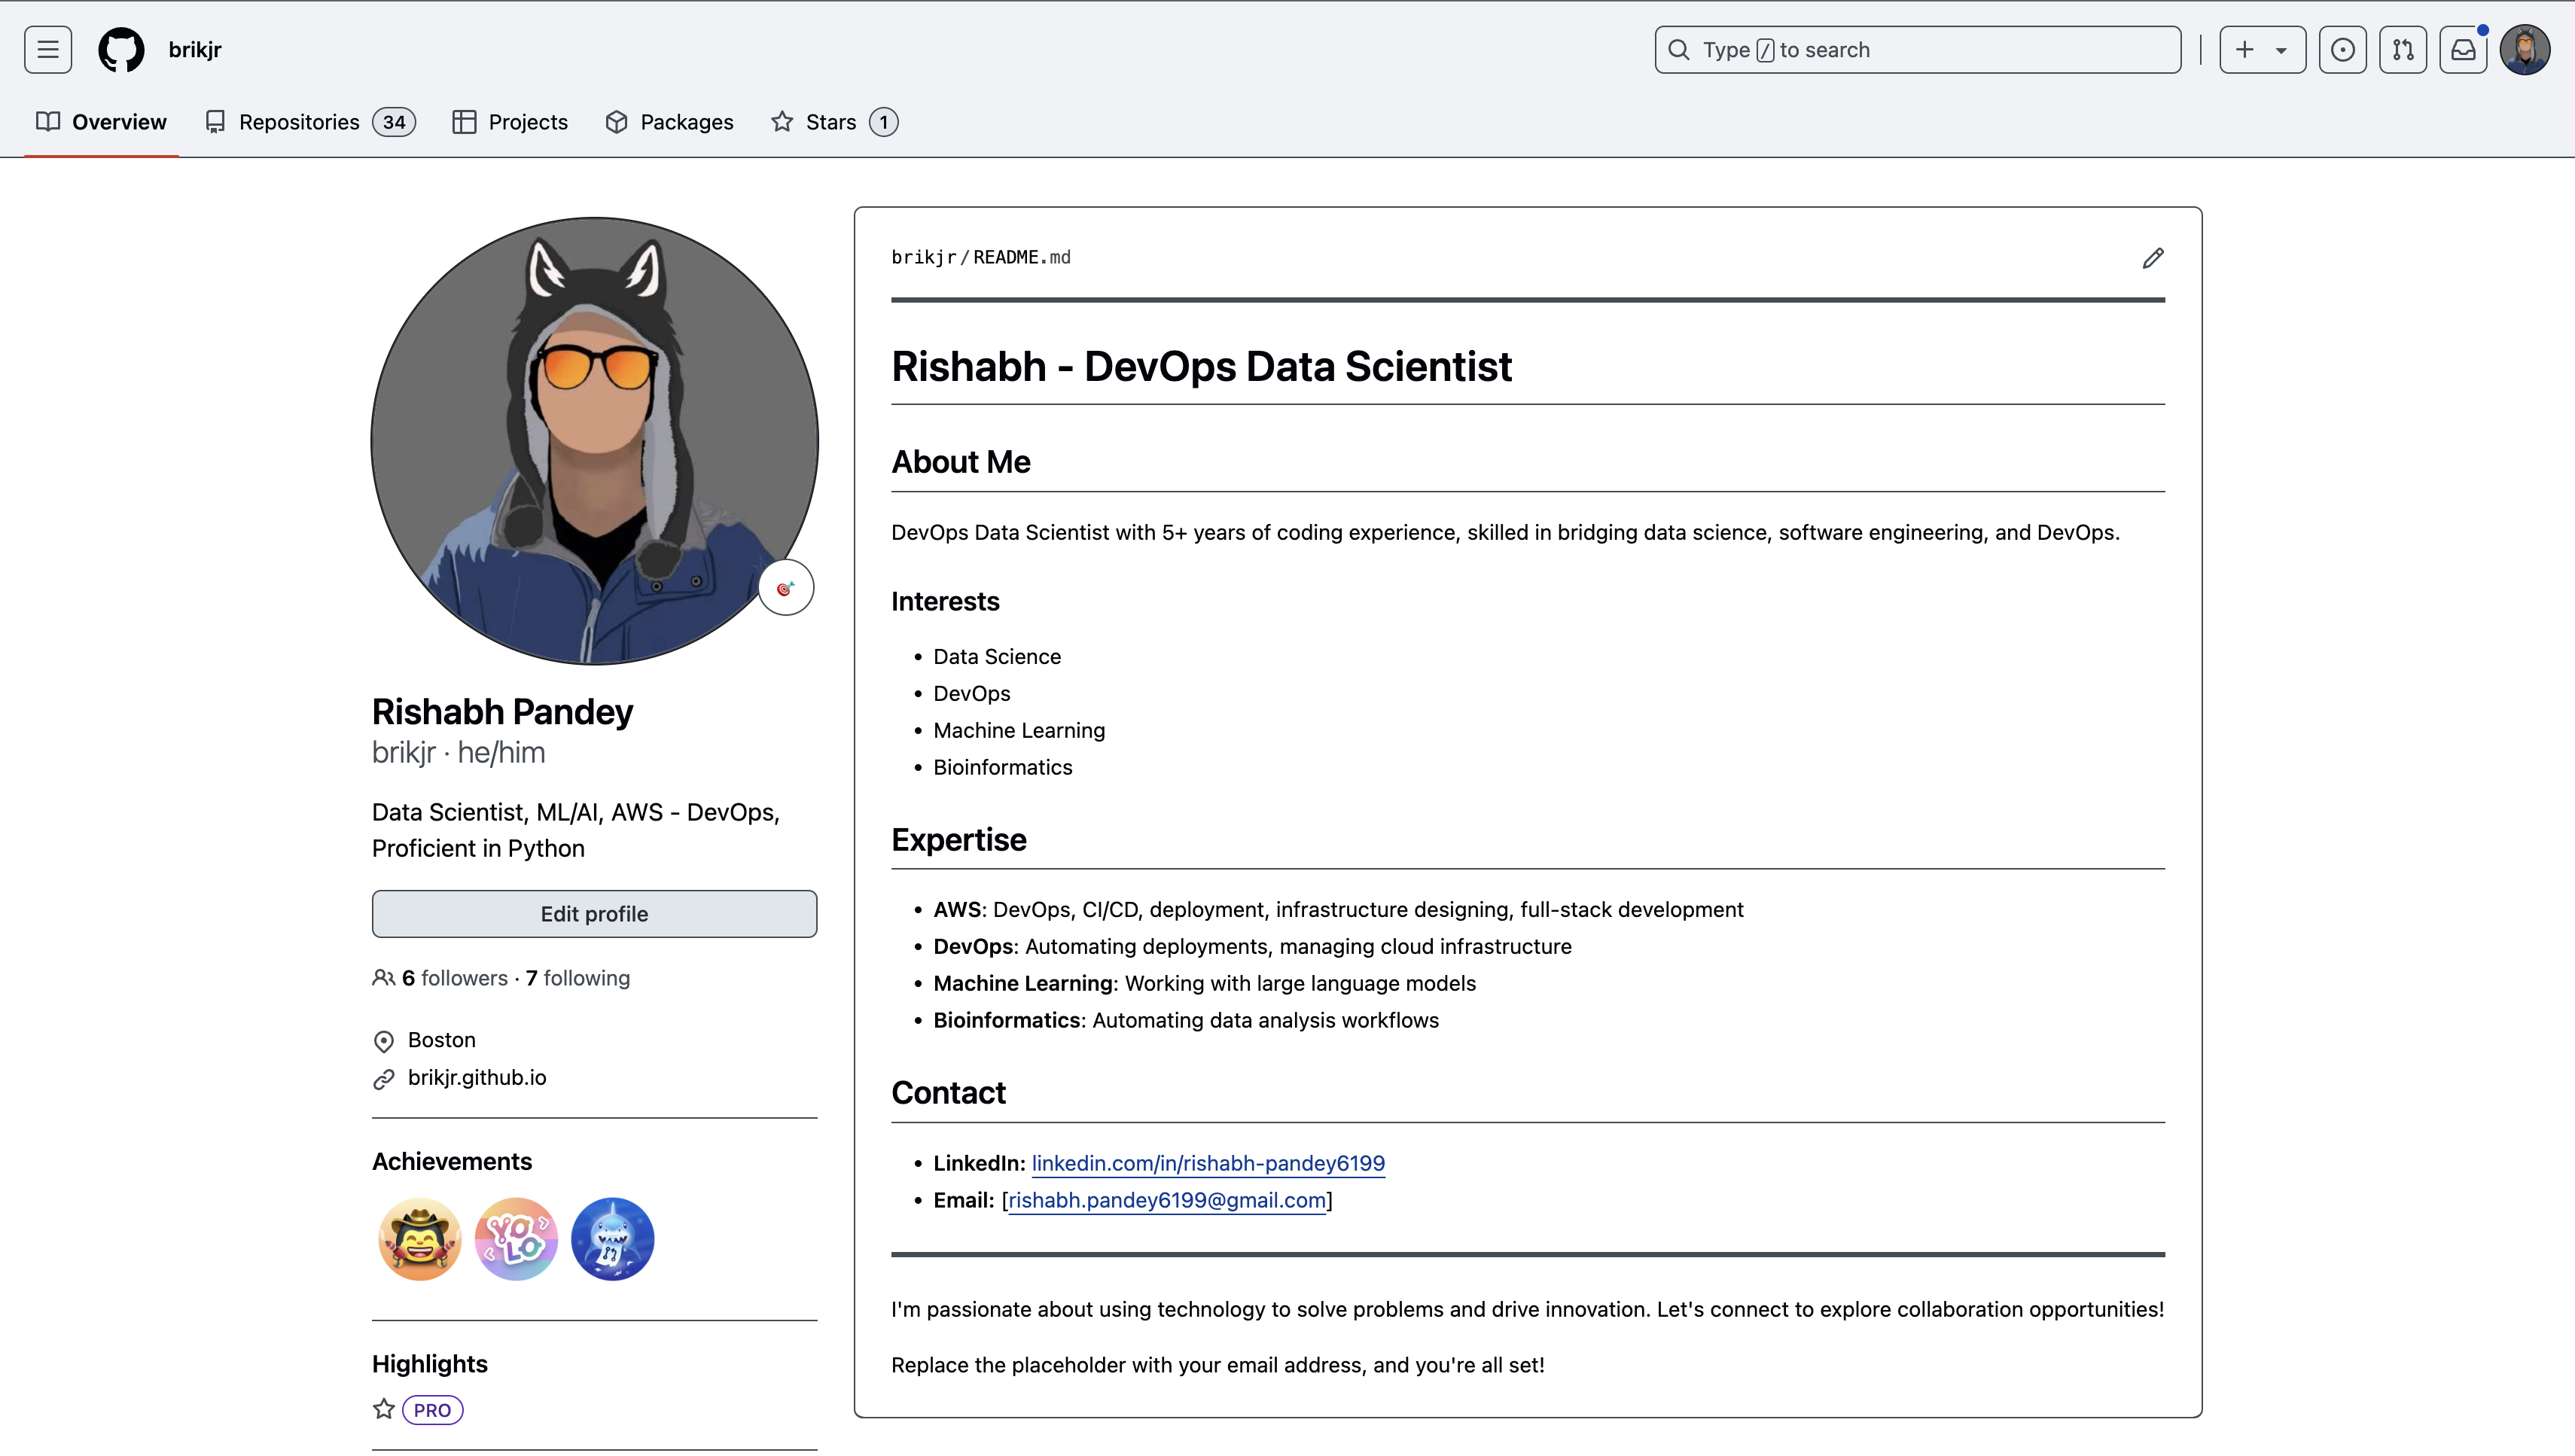 brikjr
Type / to search
Overview
Repositories 34
Projects
Packages
Stars 1
Rishabh Pandey
brikjr · he/him
Data Scientist, ML/AI, AWS - DevOps,
Proficient in Python
Edit profile
6 followers · 7 following
Boston
brikjr.github.io
Achievements
YOLO
Highlights
PRO
brikjr/README.md
Rishabh - DevOps Data Scientist
About Me
DevOps Data Scientist with 5+ years of coding experience, skilled in bridging data science, software engineering, and DevOps.
Interests
• Data Science
• DevOps
• Machine Learning
• Bioinformatics
Expertise
• AWS: DevOps, CI/CD, deployment, infrastructure designing, full-stack development
• DevOps: Automating deployments, managing cloud infrastructure
• Machine Learning: Working with large language models
• Bioinformatics: Automating data analysis workflows
Contact
• LinkedIn: linkedin.com/in/rishabh-pandey6199
• Email: [rishabh.pandey6199@gmail.com]
I'm passionate about using technology to solve problems and drive innovation. Let's connect to explore collaboration opportunities!
Replace the placeholder with your email address, and you're all set!